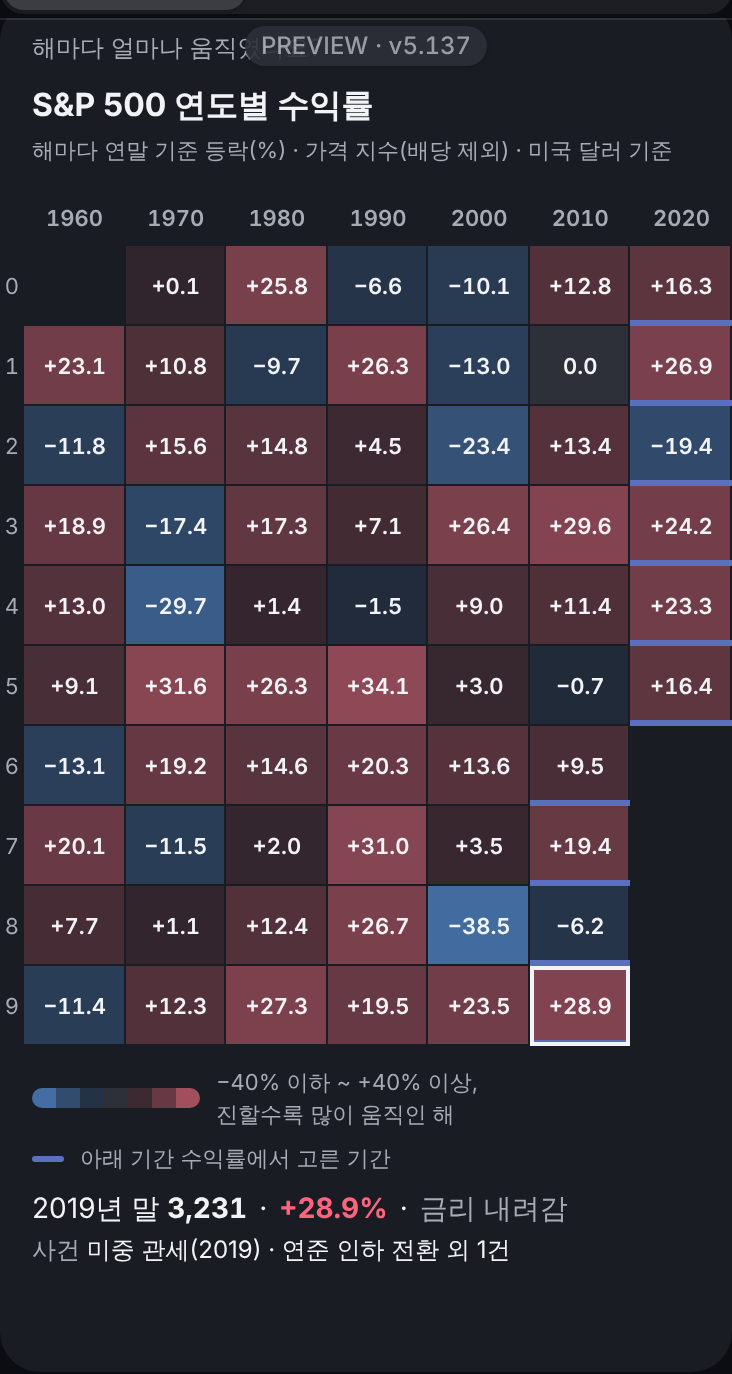 해마다 얼마나 움직였
PREVIEW · v5.137
S&P 500 연도별 수익률
해마다 연말 기준 등락(%) · 가격 지수(배당 제외) · 미국 달러 기준
1960 1970 1980 1990 2000 2010 2020
0 +0.1 +25.8 −6.6 −10.1 +12.8 +16.3
1 +23.1 +10.8 −9.7 +26.3 −13.0 0.0 +26.9
2 −11.8 +15.6 +14.8 +4.5 −23.4 +13.4 −19.4
3 +18.9 −17.4 +17.3 +7.1 +26.4 +29.6 +24.2
4 +13.0 −29.7 +1.4 −1.5 +9.0 +11.4 +23.3
5 +9.1 +31.6 +26.3 +34.1 +3.0 −0.7 +16.4
6 −13.1 +19.2 +14.6 +20.3 +13.6 +9.5
7 +20.1 −11.5 +2.0 +31.0 +3.5 +19.4
8 +7.7 +1.1 +12.4 +26.7 −38.5 −6.2
9 −11.4 +12.3 +27.3 +19.5 +23.5 +28.9
−40% 이하 ~ +40% 이상,
진할수록 많이 움직인 해
아래 기간 수익률에서 고른 기간
2019년 말 3,231 · +28.9% · 금리 내려감
사건 미중 관세(2019) · 연준 인하 전환 외 1건